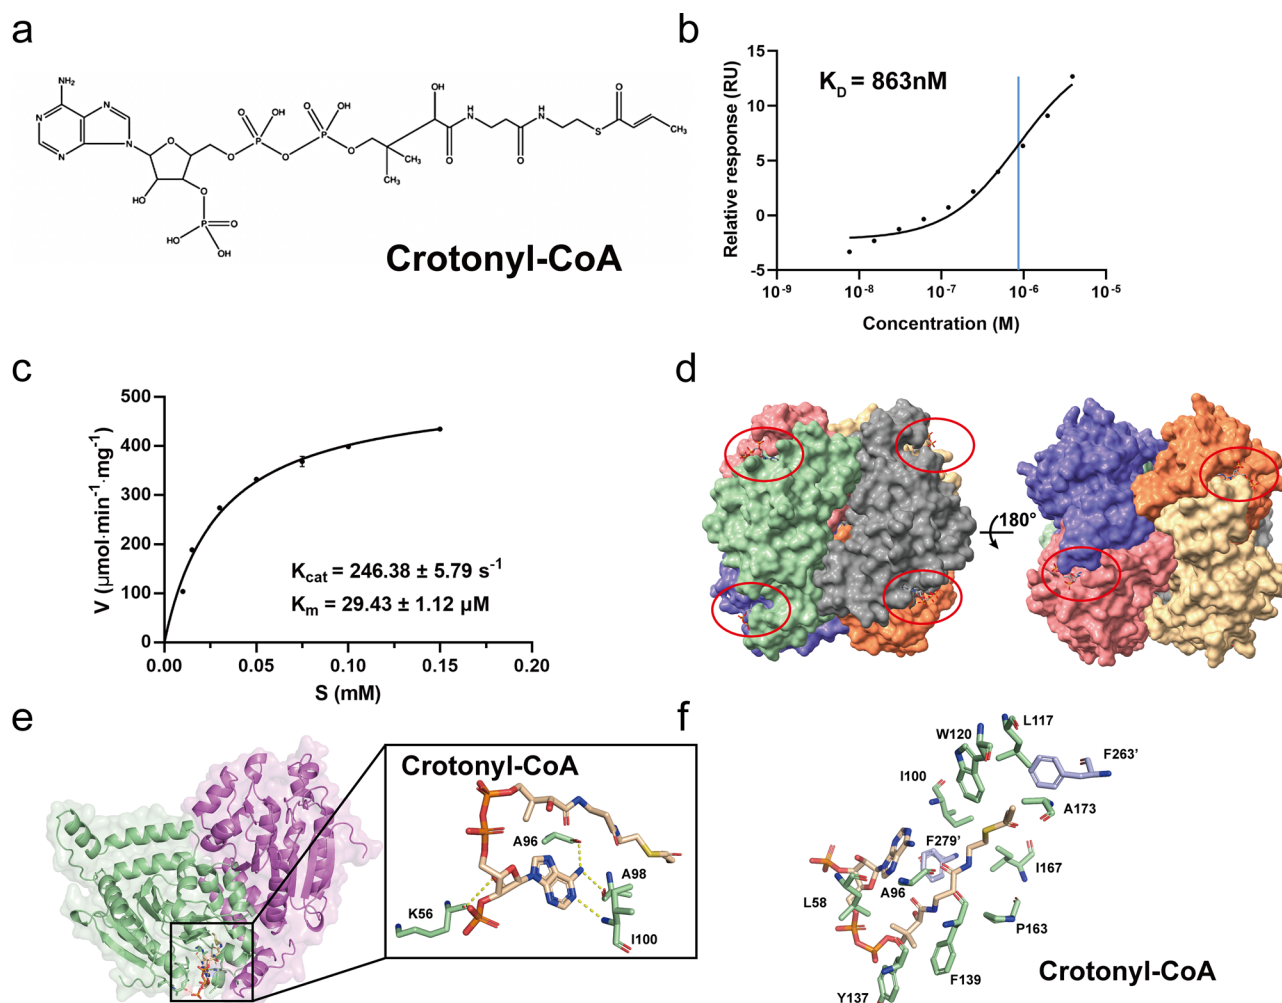 a
NH₂
N
N
N
N
O
HO
O
P
O
HO
OH
O
P
O
OH
O
P
O
OH
O
CH₃
CH₃
OH
O
H
N
O
H
N
S
O
CH₃
Crotonyl-CoA
b
K_D = 863nM
Relative response (RU)
15
10
5
0
-5
10⁻⁹
10⁻⁸
10⁻⁷
10⁻⁶
10⁻⁵
Concentration (M)
c
V (μmol·min⁻¹·mg⁻¹)
500
400
300
200
100
0
K_cat = 246.38 ± 5.79 s⁻¹
K_m = 29.43 ± 1.12 μM
0.00
0.05
0.10
0.15
0.20
S (mM)
d
180°
e
Crotonyl-CoA
A96
A98
K56
I100
f
L117
W120
F263’
I100
A173
F279’
I167
A96
L58
P163
F139
Y137
Crotonyl-CoA